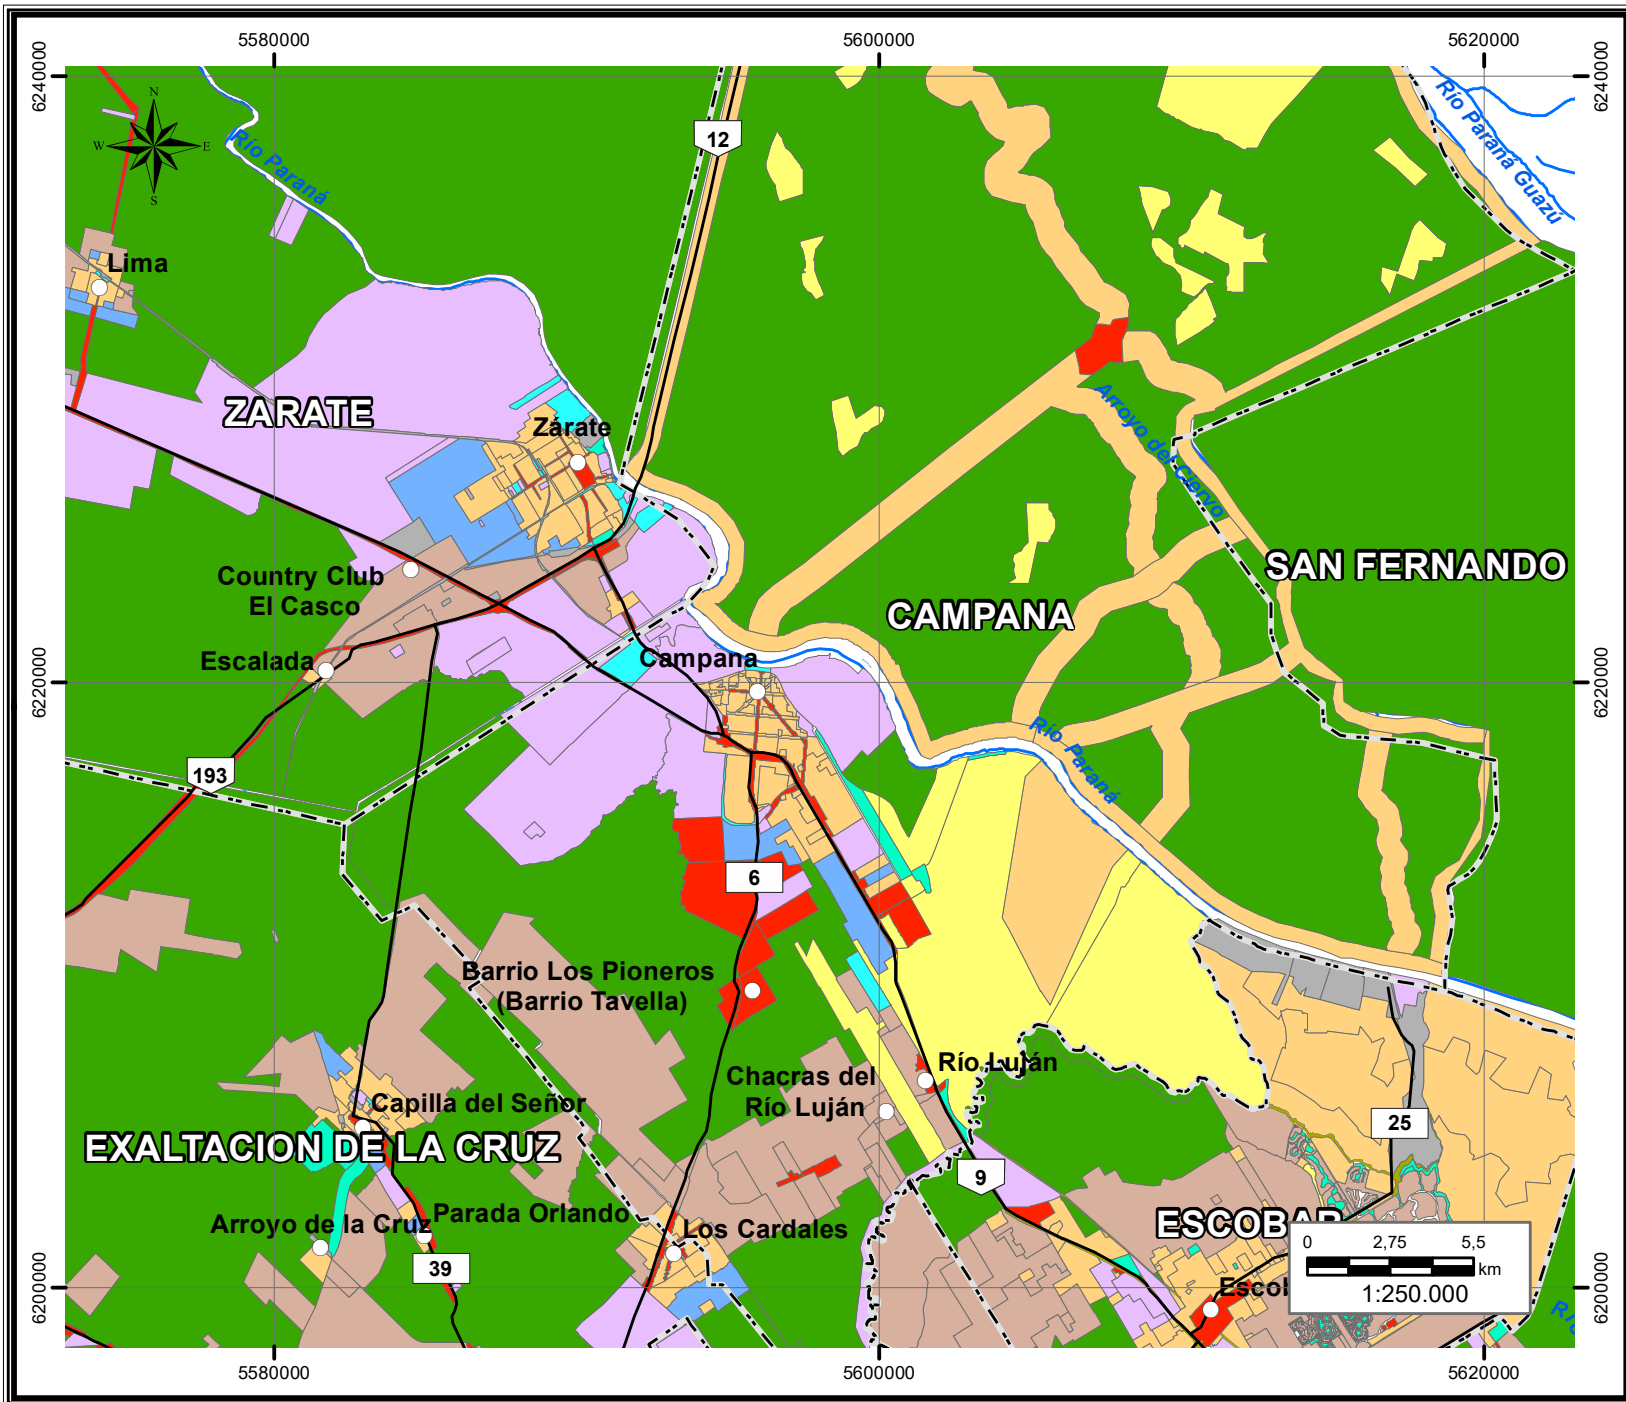 5580000
5600000
5620000
6240000
6240000
N
W
E
S
12
Río Paraná
Río Paraná Guazú
Lima
ZARATE
Zárate
Arroyo del Ciervo
Country Club
El Casco
SAN FERNANDO
CAMPANA
Escalada
Campana
6220000
6220000
Río Paraná
193
6
Barrio Los Pioneros
(Barrio Tavella)
Río Luján
Chacras del
Río Luján
Capilla del Señor
25
EXALTACION DE LA CRUZ
9
Arroyo de la Cruz
Parada Orlando
Los Cardales
ESCOBAR
39
0
2,75
5,5
km
1:250.000
6200000
6200000
5580000
5600000
5620000